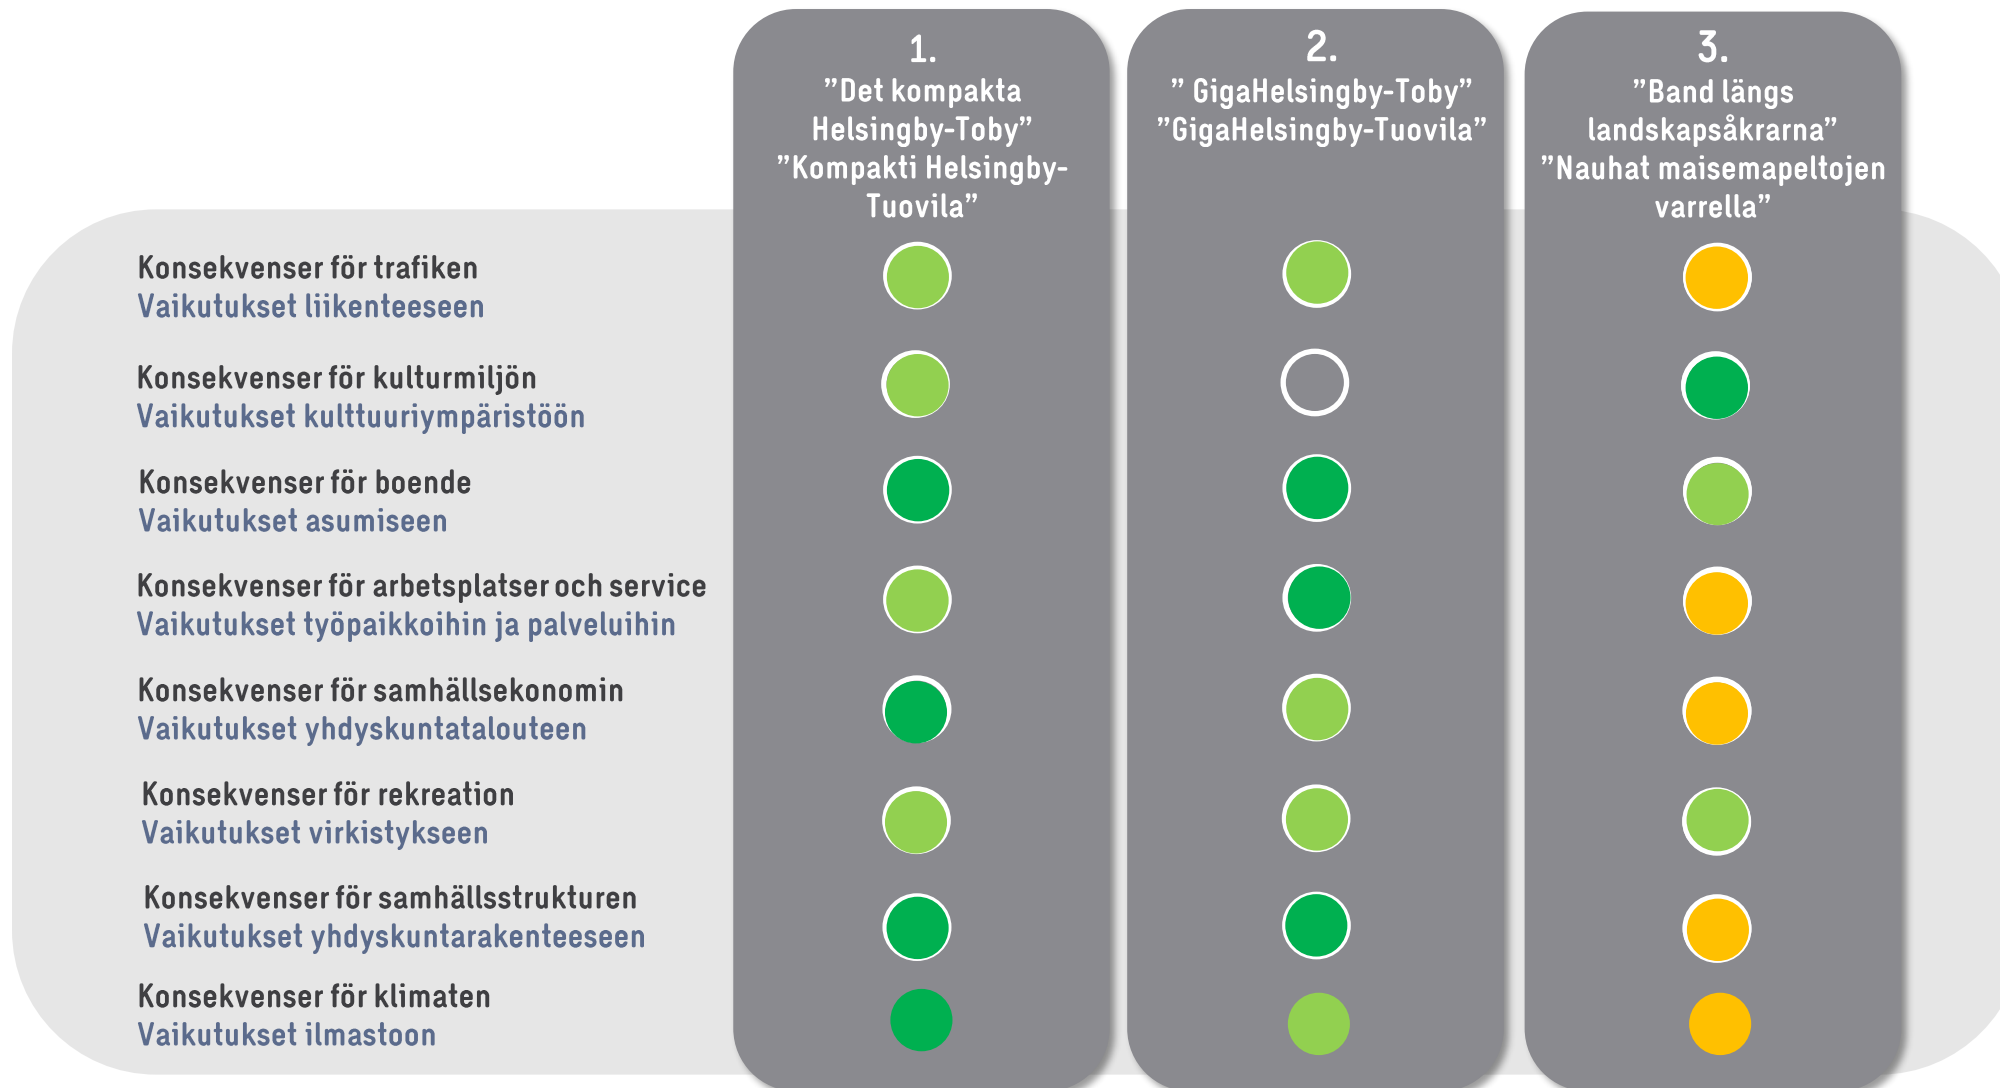 1.
”Det kompakta
Helsingby-Toby”
”Kompakti Helsingby-
Tuovila”
2.
” GigaHelsingby-Toby”
”GigaHelsingby-Tuovila”
3.
”Band längs
landskapsåkrarna”
”Nauhat maisemapeltojen
varrella”
Konsekvenser för trafiken
Vaikutukset liikenteeseen
Konsekvenser för kulturmiljön
Vaikutukset kulttuuriympäristöön
Konsekvenser för boende
Vaikutukset asumiseen
Konsekvenser för arbetsplatser och service
Vaikutukset työpaikkoihin ja palveluihin
Konsekvenser för samhällsekonomin
Vaikutukset yhdyskuntatalouteen
Konsekvenser för rekreation
Vaikutukset virkistykseen
Konsekvenser för samhällsstrukturen
Vaikutukset yhdyskuntarakenteeseen
Konsekvenser för klimaten
Vaikutukset ilmastoon